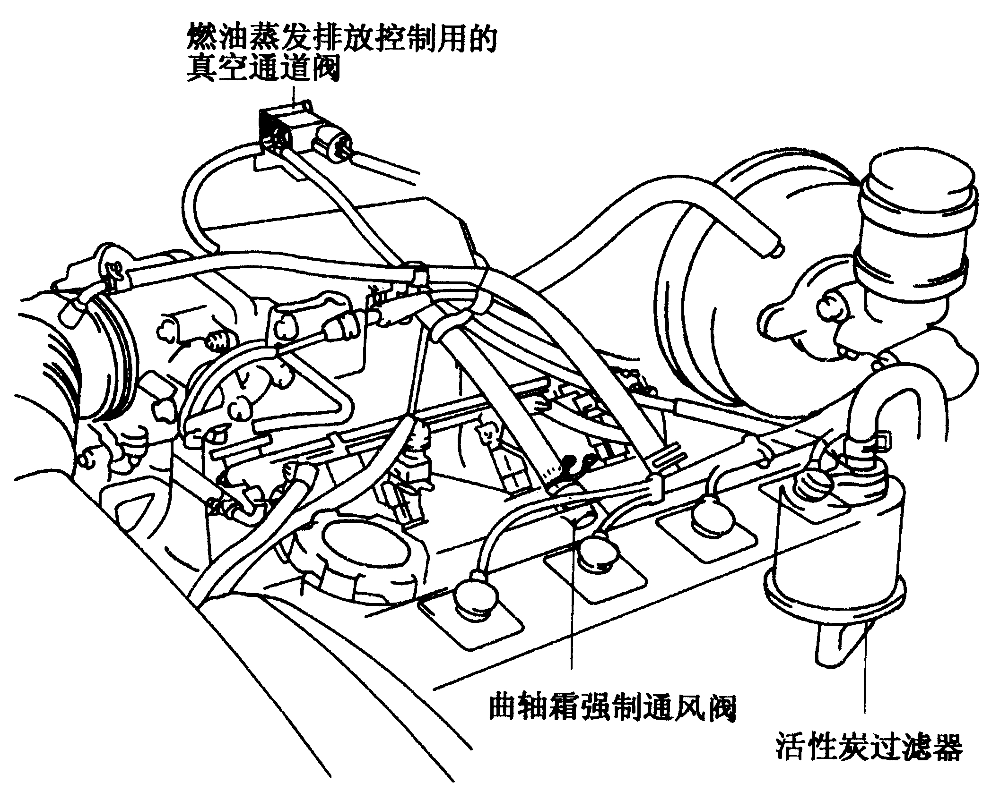 燃油蒸发排放控制用的
真空通道阀
曲轴霜强制通风阀
活性炭过滤器